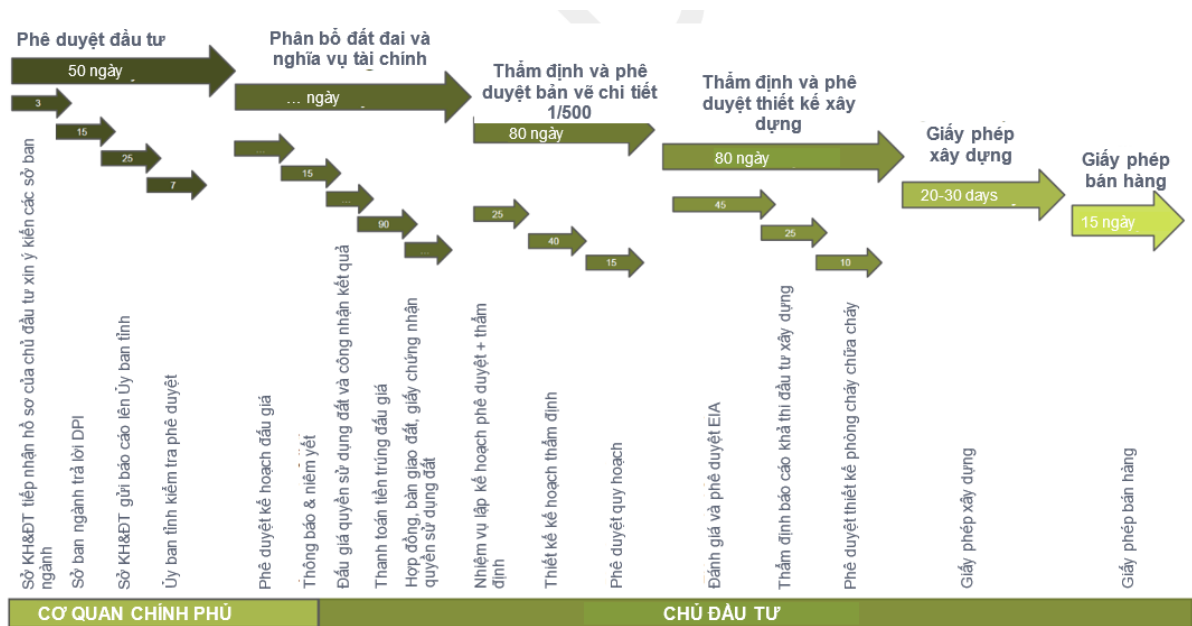 Phê duyệt đầu tư
50 ngày
3
15
25
7
Phân bổ đất đai và
nghĩa vụ tài chính
... ngày
...
15
...
90
...
Thẩm định và phê
duyệt bản vẽ chi tiết
1/500
80 ngày
25
40
15
Thẩm định và phê
duyệt thiết kế xây
dựng
80 ngày
45
25
10
Giấy phép
xây dựng
20-30 days
Giấy phép
bán hàng
15 ngày
Sở KH&ĐT tiếp nhận hồ sơ của chủ đầu tư xin ý kiến các sở ban
ngành
Sở ban ngành trả lời DPI
Sở KH&ĐT gửi báo cáo lên Ủy ban tỉnh
Ủy ban tỉnh kiểm tra phê duyệt
Phê duyệt kế hoạch đấu giá
Thông báo & niêm yết
Đấu giá quyền sử dụng đất và công nhận kết quả
Thanh toán tiền trúng đấu giá
Hợp đồng, bàn giao đất, giấy chứng nhận
quyền sử dụng đất
Nhiệm vụ lập kế hoạch phê duyệt + thẩm
định
Thiết kế kế hoạch thẩm định
Phê duyệt quy hoạch
Đánh giá và phê duyệt EIA
Thẩm định báo cáo khả thi đầu tư xây dựng
Phê duyệt thiết kế phòng cháy chữa cháy
Giấy phép xây dựng
Giấy phép bán hàng
CƠ QUAN CHÍNH PHỦ
CHỦ ĐẦU TƯ